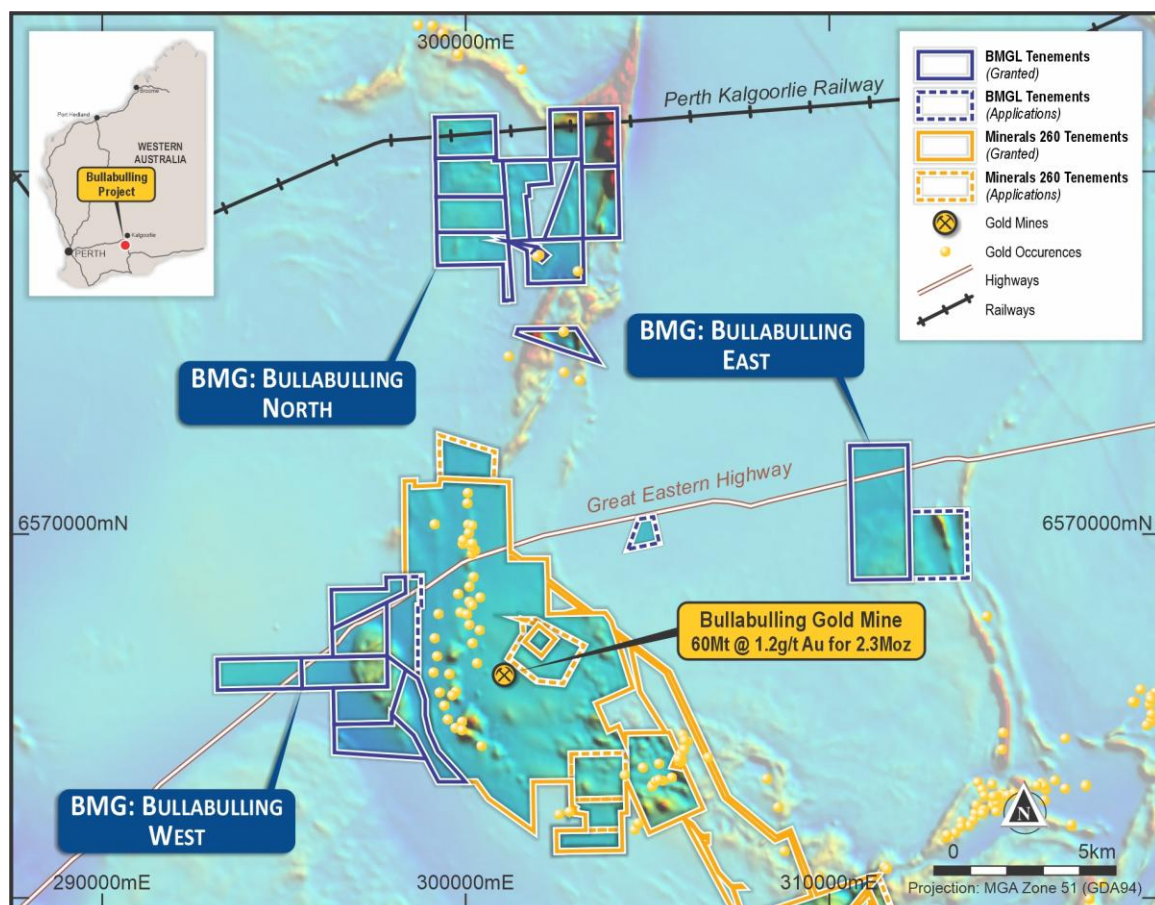 300000mE
Perth Kalgoorlie Railway
Broome
Port Hedland
WESTERN
AUSTRALIA
Bullabulling
Project
Kalgoorlie
PERTH
BMGL Tenements
(Granted)
BMGL Tenements
(Applications)
Minerals 260 Tenements
(Granted)
Minerals 260 Tenements
(Applications)
Gold Mines
Gold Occurences
Highways
Railways
BMG: BULLABULLING
NORTH
BMG: BULLABULLING
EAST
Great Eastern Highway
6570000mN
6570000mN
Bullabulling Gold Mine
60Mt @ 1.2g/t Au for 2.3Moz
BMG: BULLABULLING
WEST
N
0 5km
290000mE
300000mE
310000mE
Projection: MGA Zone 51 (GDA94)